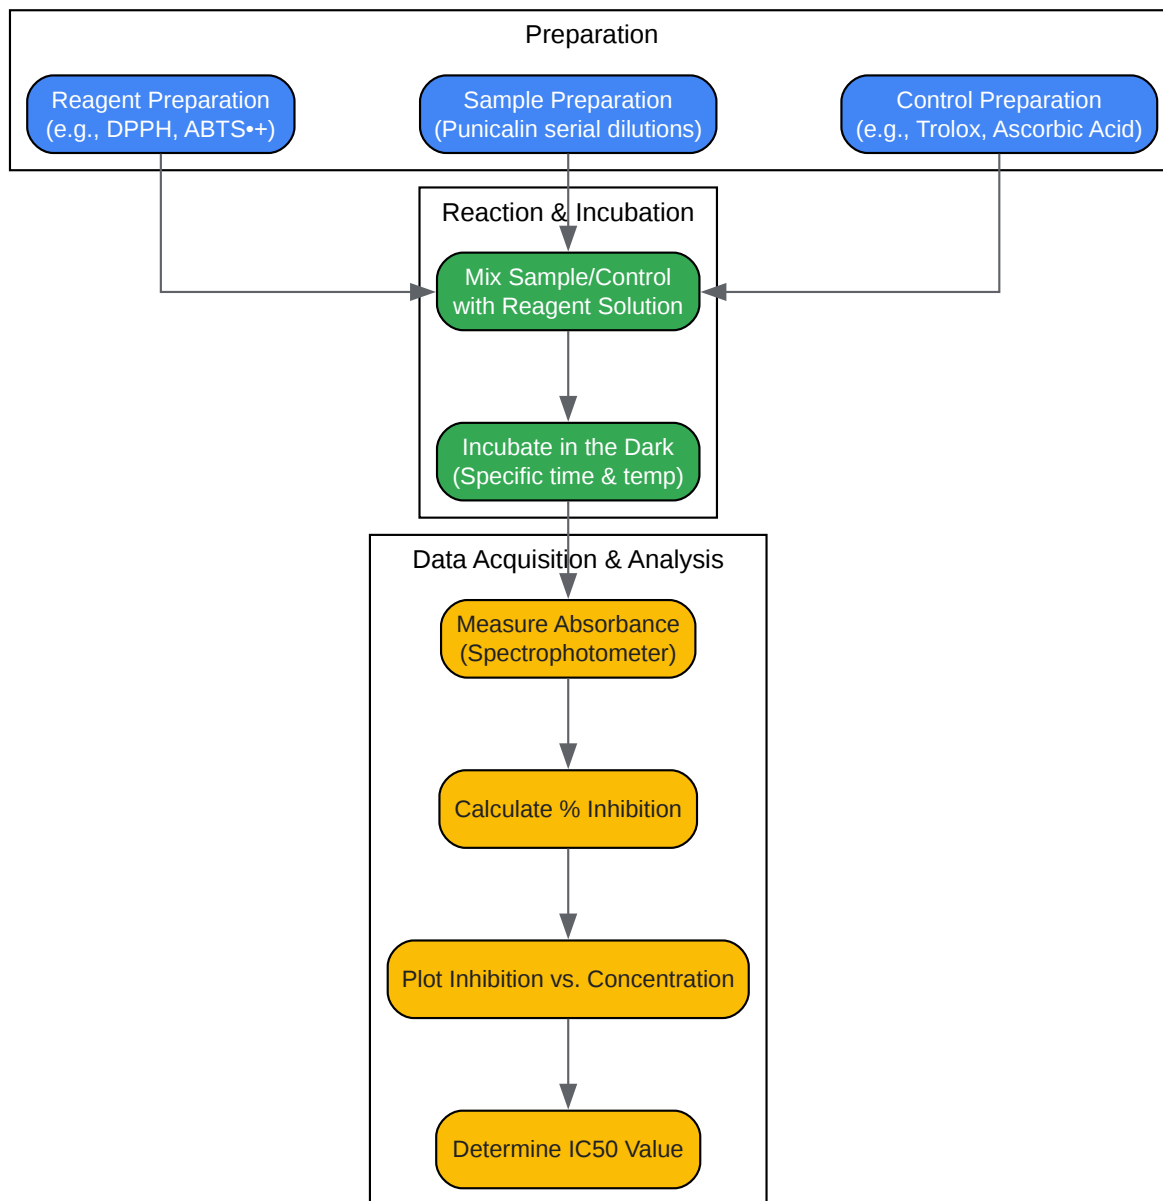 Preparation
Reagent Preparation
(e.g., DPPH, ABTS•+)
Sample Preparation
(Punicalin serial dilutions)
Control Preparation
(e.g., Trolox, Ascorbic Acid)
Reaction & Incubation
Mix Sample/Control
with Reagent Solution
Incubate in the Dark
(Specific time & temp)
Data Acquisition & Analysis
Measure Absorbance
(Spectrophotometer)
Calculate % Inhibition
Plot Inhibition vs. Concentration
Determine IC50 Value